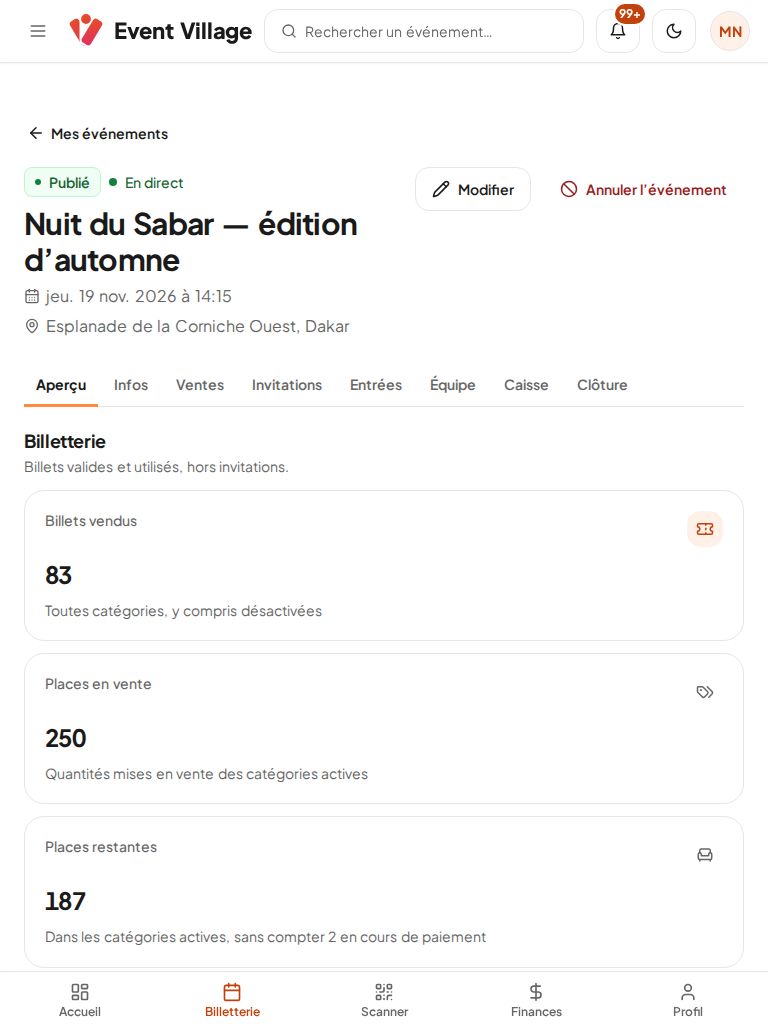 Event Village
Rechercher un événement…
99+
MN
Mes événements
Publié
En direct
Modifier
Annuler l’événement
Nuit du Sabar — édition
d’automne
jeu. 19 nov. 2026 à 14:15
Esplanade de la Corniche Ouest, Dakar
Aperçu Infos Ventes Invitations Entrées Équipe Caisse Clôture
Billetterie
Billets valides et utilisés, hors invitations.
Billets vendus
83
Toutes catégories, y compris désactivées
Places en vente
250
Quantités mises en vente des catégories actives
Places restantes
187
Dans les catégories actives, sans compter 2 en cours de paiement
Accueil Billetterie Scanner Finances Profil